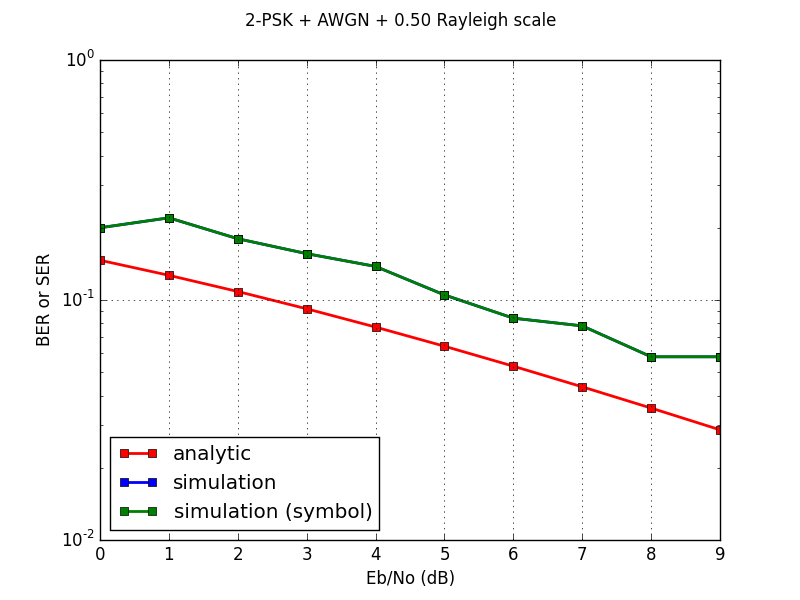 2-PSK + AWGN + 0.50 Rayleigh scale
10^0
10^-1
10^-2
BER or SER
analytic
simulation
simulation (symbol)
0 1 2 3 4 5 6 7 8 9
Eb/No (dB)